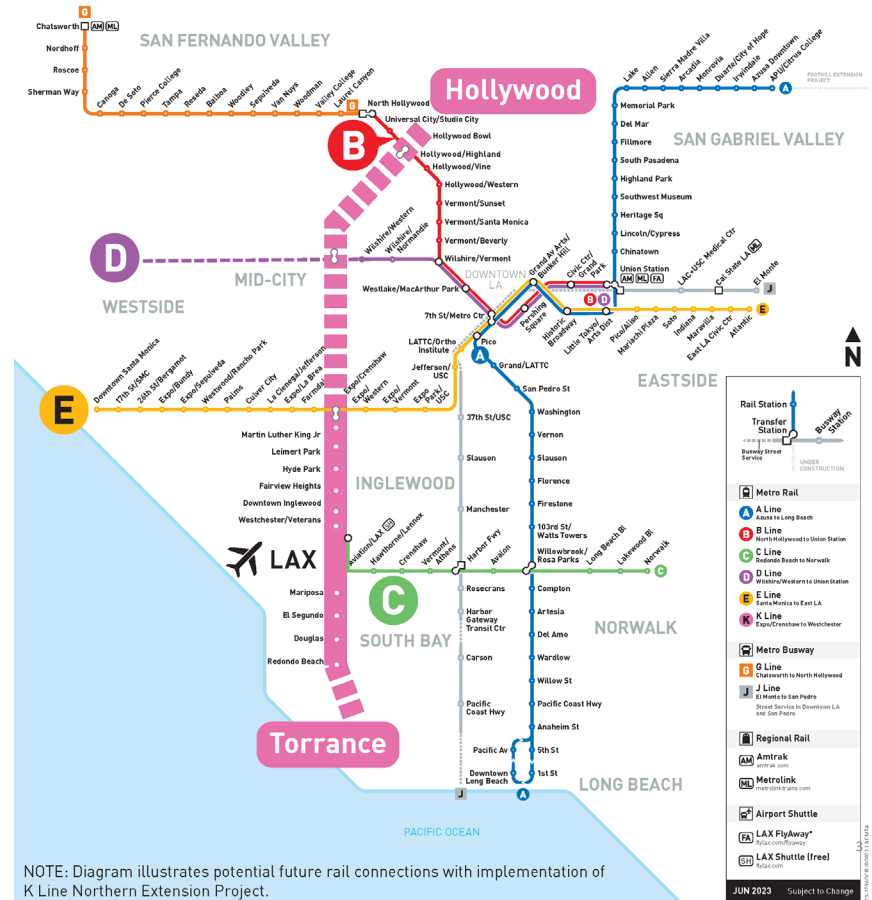 G
Chatsworth AM ML
Nordhoff
Roscoe
Sherman Way
SAN FERNANDO VALLEY
Canoga
De Soto
Pierce College
Tampa
Reseda
Balboa
Woodley
Sepulveda
Van Nuys
Woodman
Valley College
Laurel Canyon
G
North Hollywood
Universal City/Studio City
Hollywood
B
Hollywood Bowl
Hollywood/Highland
Hollywood/Vine
Hollywood/Western
Vermont/Sunset
Vermont/Santa Monica
Vermont/Beverly
Wilshire/Vermont
Lake
Allen
Sierra Madre Villa
Arcadia
Monrovia
Duarte/City of Hope
Irwindale
Azusa Downtown
APU/Citrus College
A
FOOTHILL EXTENSION
PROJECT
Memorial Park
Del Mar
Fillmore
South Pasadena
Highland Park
Southwest Museum
Heritage Sq
Lincoln/Cypress
Chinatown
Union Station
AM ML FA
SAN GABRIEL VALLEY
D
MID-CITY
WESTSIDE
Wilshire/Western
Wilshire/
Normandie
Westlake/MacArthur Park
7th St/Metro Ctr
DOWNTOWN
LA
Grand Av Arts/
Bunker Hill
Civic Ctr/
Grand
Park
Pershing
Square
Historic
Broadway
Little Tokyo/
Arts Dist
B D
LAC+USC Medical Ctr
Cal State LA ML
El Monte
J
Pico/Aliso
Mariachi Plaza
Soto
Indiana
Maravilla
East LA Civic Ctr
Atlantic
E
EASTSIDE
E
Downtown Santa Monica
17th St/SMC
26th St/Bergamot
Expo/Bundy
Expo/Sepulveda
Westwood/Rancho Park
Palms
Culver City
La Cienega/Jefferson
Expo/La Brea
Farmdale
Expo/Crenshaw
Expo/
Western
Expo/
Vermont
Expo
Park/
USC
Jefferson/
USC
LATTC/Ortho
Institute
Pico
A
Grand/LATTC
San Pedro St
Washington
Vernon
Slauson
Florence
Firestone
103rd St/
Watts Towers
Willowbrook/
Rosa Parks
37th St/USC
Slauson
Manchester
Harbor Fwy
Martin Luther King Jr
Leimert Park
Hyde Park
Fairview Heights
Downtown Inglewood
Westchester/Veterans
INGLEWOOD
LAX
Aviation/LAX SH
Hawthorne/Lennox
Crenshaw
Vermont/
Athens
Avalon
Long Beach Bl
Lakewood Bl
Norwalk
C
C
SOUTH BAY
NORWALK
Mariposa
El Segundo
Douglas
Redondo Beach
Torrance
Rosecrans
Harbor
Gateway
Transit Ctr
Carson
Pacific
Coast Hwy
J
Compton
Artesia
Del Amo
Wardlow
Willow St
Pacific Coast Hwy
Anaheim St
Pacific Av
5th St
Downtown
Long Beach
1st St
A
LONG BEACH
PACIFIC OCEAN
NOTE: Diagram illustrates potential future rail connections with implementation of
K Line Northern Extension Project.
N
Rail Station
Transfer
Station
Busway
Station
Busway Street
Service
UNDER
CONSTRUCTION
Metro Rail
A A Line
Azusa to Long Beach
B B Line
North Hollywood to Union Station
C C Line
Redondo Beach to Norwalk
D D Line
Wilshire/Western to Union Station
E E Line
Santa Monica to East LA
K K Line
Expo/Crenshaw to Westchester
Metro Busway
G G Line
Chatsworth to North Hollywood
J J Line
El Monte to San Pedro
Street Service in Downtown LA
and San Pedro
Regional Rail
AM Amtrak
amtrak.com
ML Metrolink
metrolinktrains.com
Airport Shuttle
FA LAX FlyAway*
flylax.com/flyaway
SH LAX Shuttle (free)
flylax.com
JUN 2023 Subject to Change